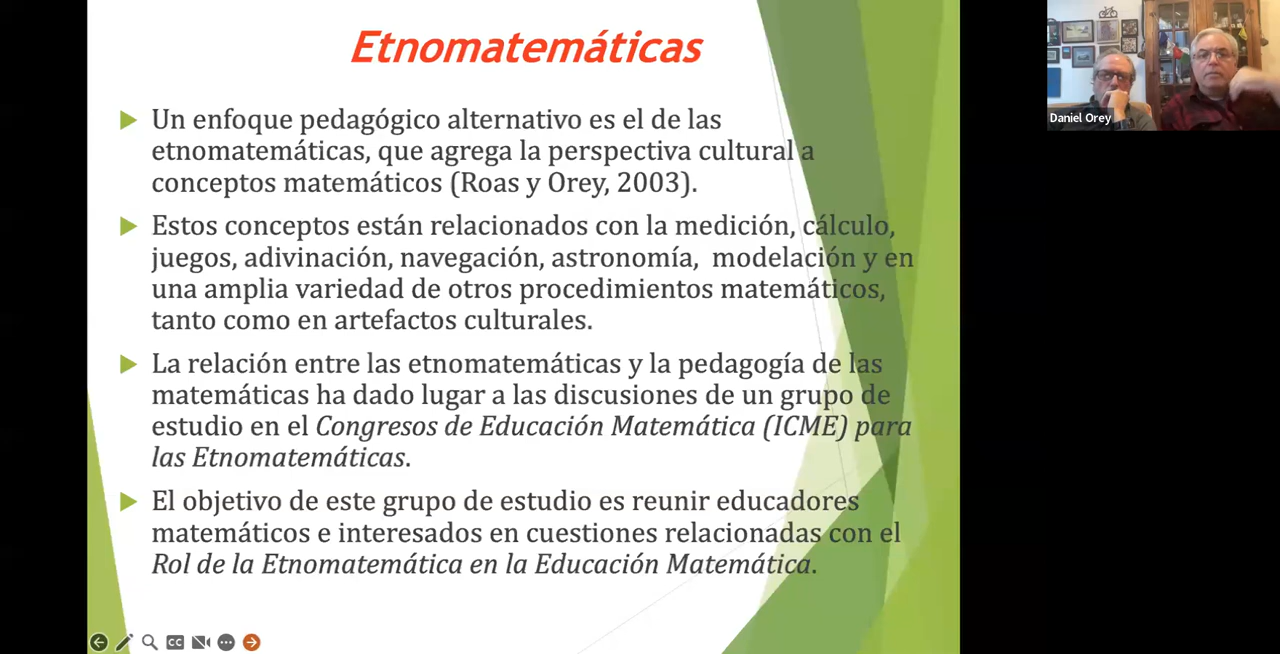 Etnomatemáticas
Un enfoque pedagógico alternativo es el de las
etnomatemáticas, que agrega la perspectiva cultural a
conceptos matemáticos (Roas y Orey, 2003).
Estos conceptos están relacionados con la medición, cálculo,
juegos, adivinación, navegación, astronomía, modelación y en
una amplia variedad de otros procedimientos matemáticos,
tanto como en artefactos culturales.
La relación entre las etnomatemáticas y la pedagogía de las
matemáticas ha dado lugar a las discusiones de un grupo de
estudio en el Congresos de Educación Matemática (ICME) para
las Etnomatemáticas.
El objetivo de este grupo de estudio es reunir educadores
matemáticos e interesados en cuestiones relacionadas con el
Rol de la Etnomatemática en la Educación Matemática.
Daniel Orey
CC